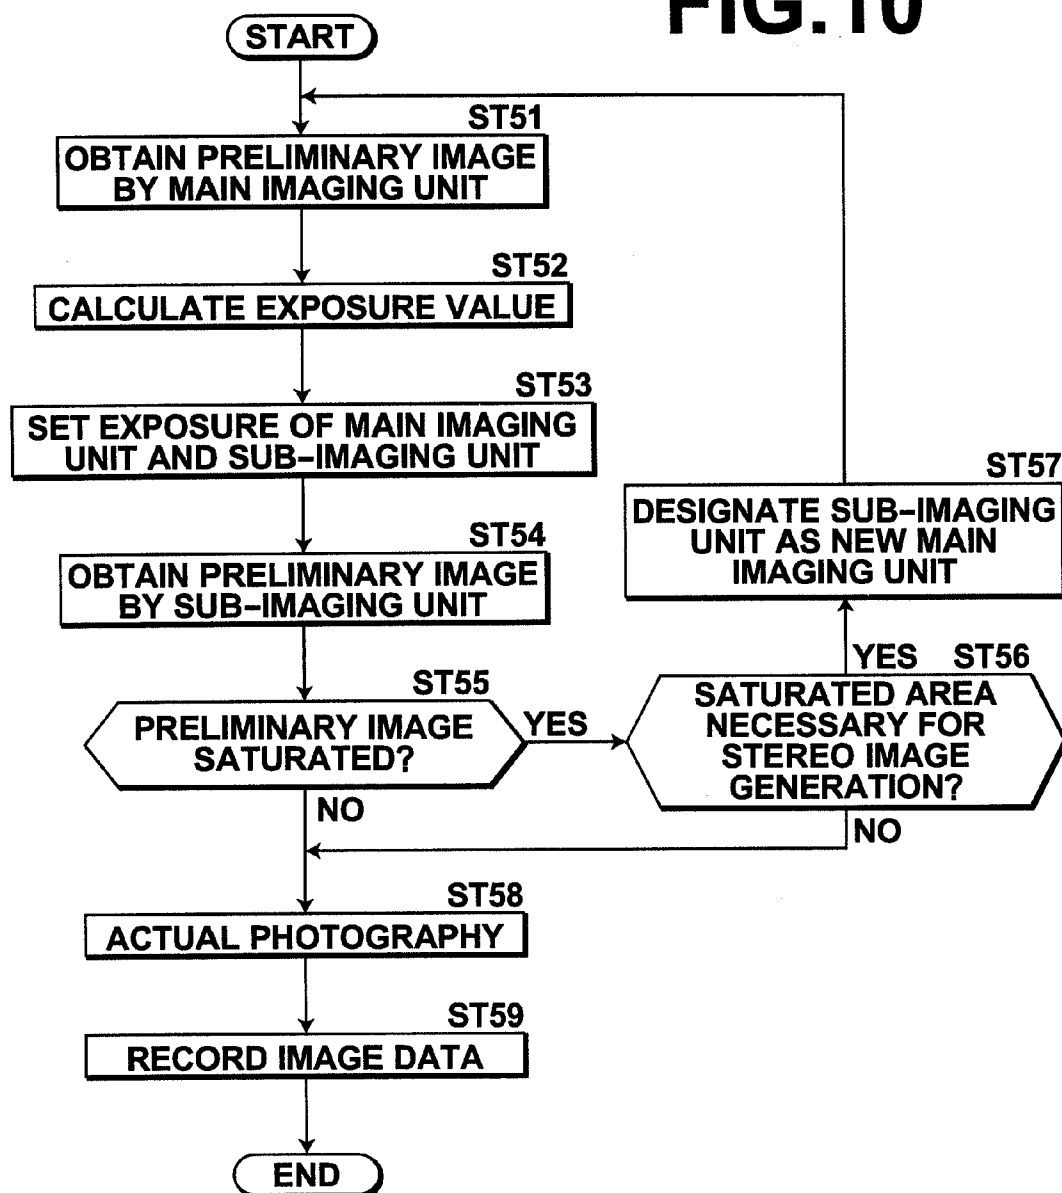 FIG.10
START
ST51
OBTAIN PRELIMINARY IMAGE
BY MAIN IMAGING UNIT
ST52
CALCULATE EXPOSURE VALUE
ST53
SET EXPOSURE OF MAIN IMAGING
UNIT AND SUB–IMAGING UNIT
ST54
OBTAIN PRELIMINARY IMAGE
BY SUB–IMAGING UNIT
ST55
PRELIMINARY IMAGE
SATURATED?
YES
NO
ST57
DESIGNATE SUB–IMAGING
UNIT AS NEW MAIN
IMAGING UNIT
YES ST56
SATURATED AREA
NECESSARY FOR
STEREO IMAGE
GENERATION?
NO
ST58
ACTUAL PHOTOGRAPHY
ST59
RECORD IMAGE DATA
END